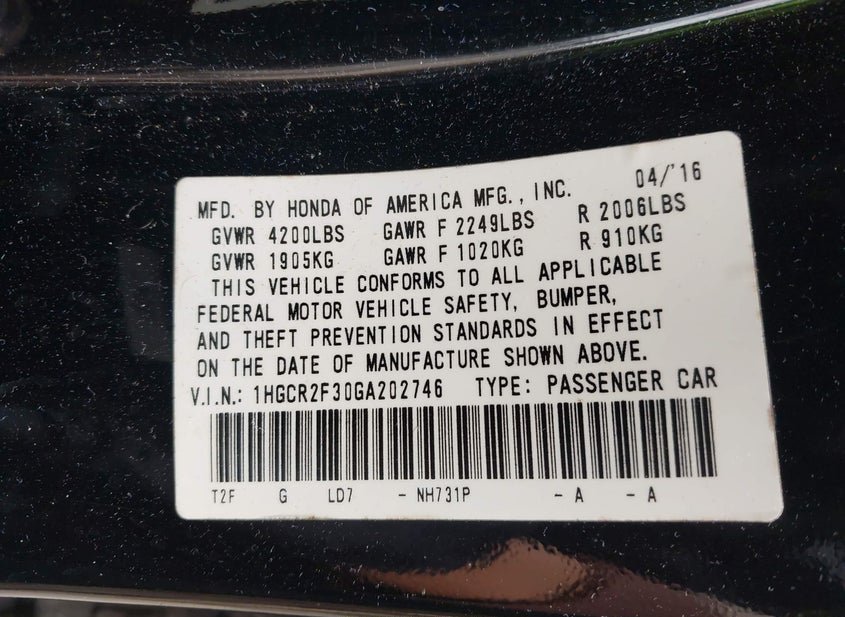 MFD. BY HONDA OF AMERICA MFG., INC. 04/'16
GVWR 4200LBS GAWR F 2249LBS R 2006LBS
GVWR 1905KG GAWR F 1020KG R 910KG
THIS VEHICLE CONFORMS TO ALL APPLICABLE
FEDERAL MOTOR VEHICLE SAFETY, BUMPER,
AND THEFT PREVENTION STANDARDS IN EFFECT
ON THE DATE OF MANUFACTURE SHOWN ABOVE.
V.I.N.: 1HGCR2F30GA202746 TYPE: PASSENGER CAR
T2F G LD7 - NH731P - A - A